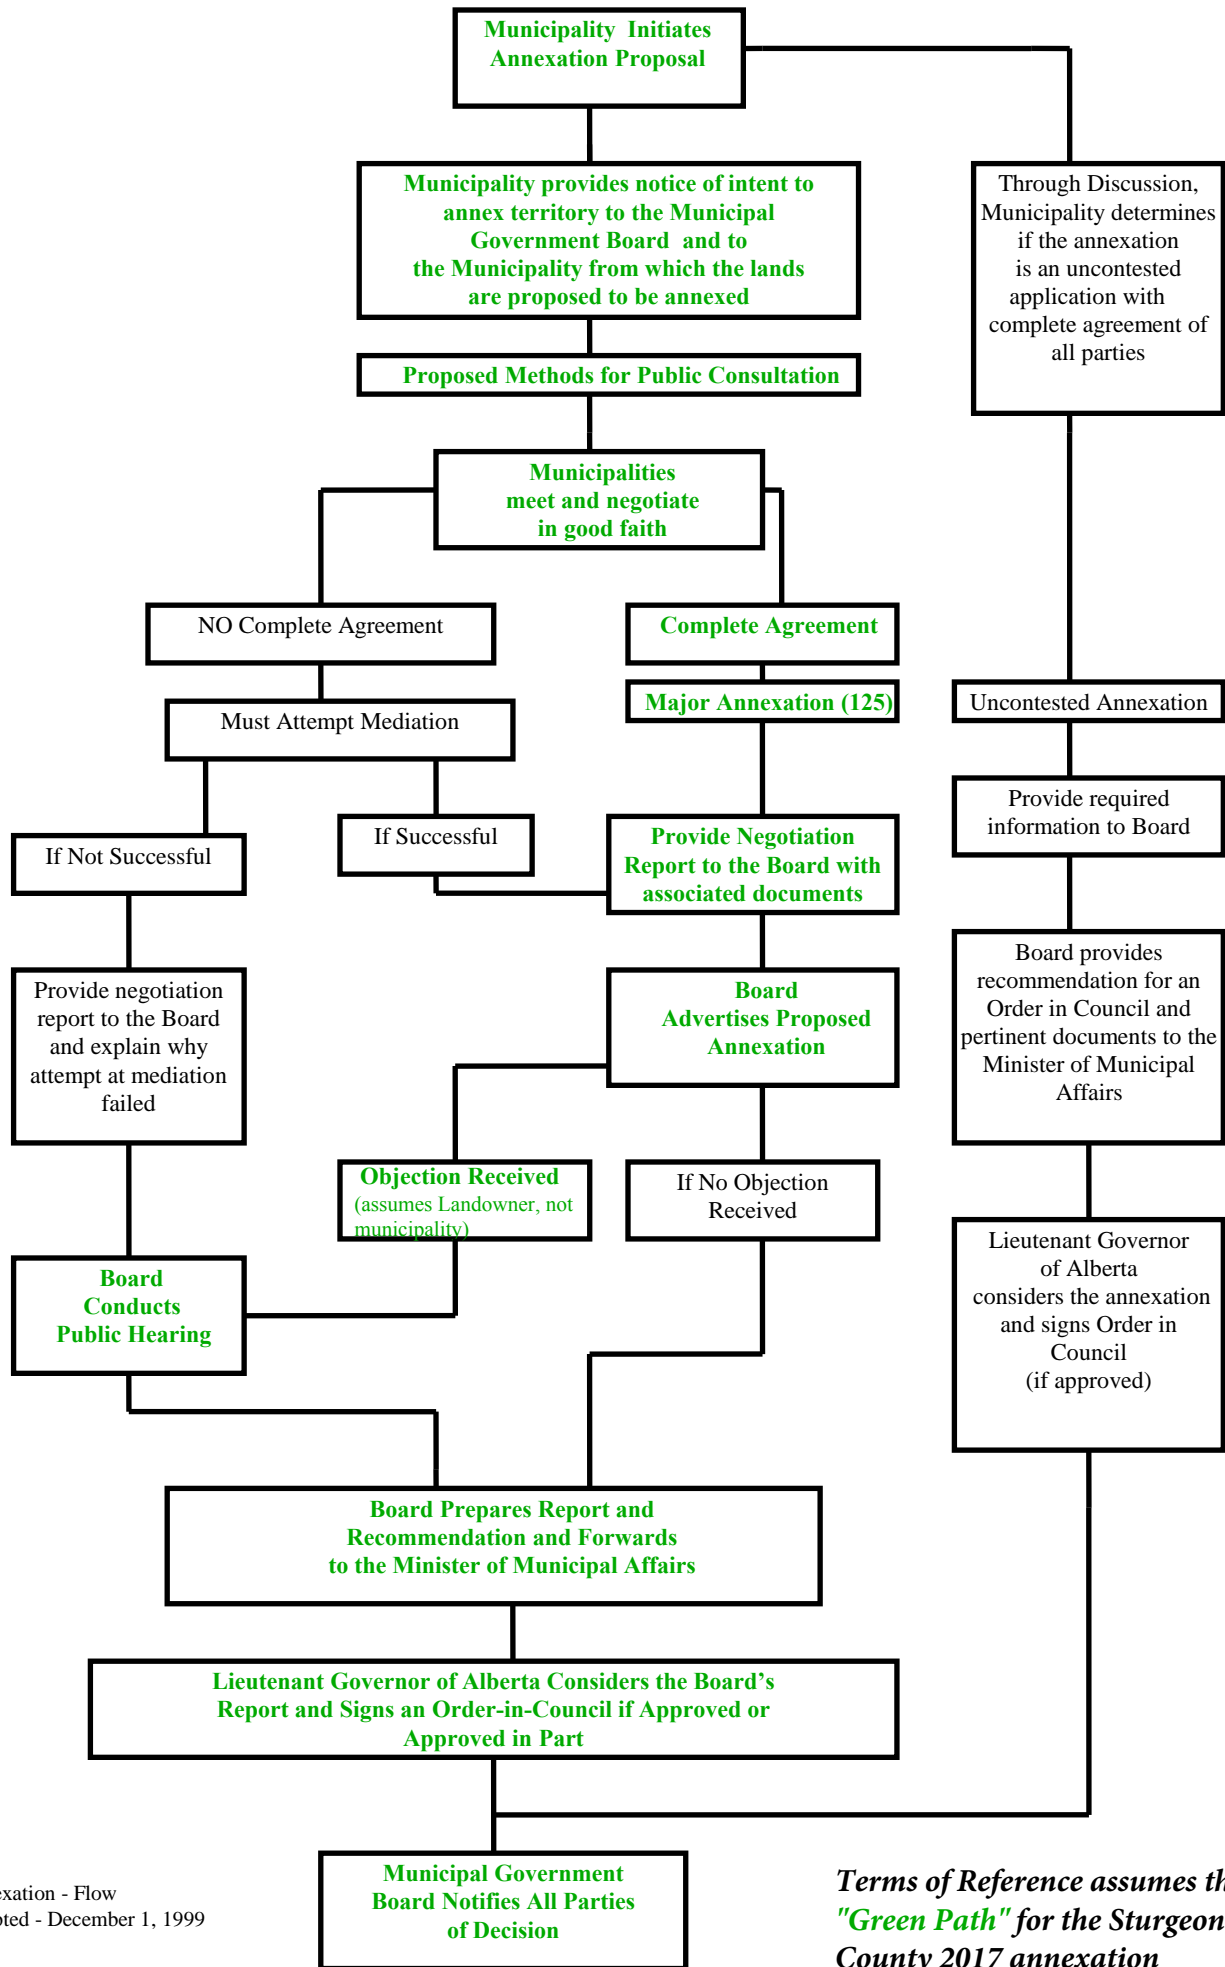 Municipality Initiates
Annexation Proposal
Municipality provides notice of intent to
annex territory to the Municipal
Government Board and to
the Municipality from which the lands
are proposed to be annexed
Through Discussion,
Municipality determines
if the annexation
is an uncontested
application with
complete agreement of
all parties
Proposed Methods for Public Consultation
Municipalities
meet and negotiate
in good faith
NO Complete Agreement
Complete Agreement
Must Attempt Mediation
Major Annexation (125)
Uncontested Annexation
If Not Successful
If Successful
Provide Negotiation
Report to the Board with
associated documents
Provide required
information to Board
Provide negotiation
report to the Board
and explain why
attempt at mediation
failed
Board
Advertises Proposed
Annexation
Board provides
recommendation for an
Order in Council and
pertinent documents to the
Minister of Municipal
Affairs
Objection Received
(assumes Landowner, not
municipality)
If No Objection
Received
Board
Conducts
Public Hearing
Lieutenant Governor
of Alberta
considers the annexation
and signs Order in
Council
(if approved)
Board Prepares Report and
Recommendation and Forwards
to the Minister of Municipal Affairs
Lieutenant Governor of Alberta Considers the Board's
Report and Signs an Order-in-Council if Approved or
Approved in Part
Municipal Government
Board Notifies All Parties
of Decision
exation - Flow
pted - December 1, 1999
Terms of Reference assumes th
"Green Path" for the Sturgeon
County 2017 annexation